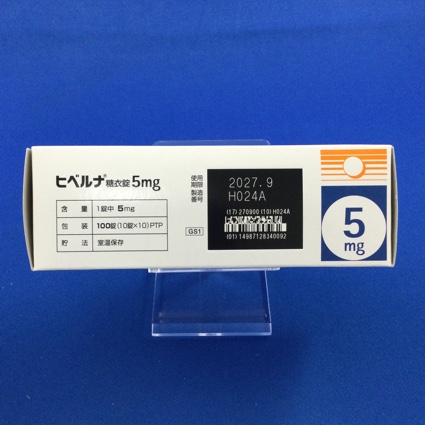 ヒベルナ糖衣錠5mg
含 量 1錠中 5mg
包 装 100錠(10錠×10)PTP
貯 法 室温保存
使用
期限
製造
番号
GS1
2027.9
H024A
(17) 270900 (10) H024A
(01) 14987128340092
5
mg